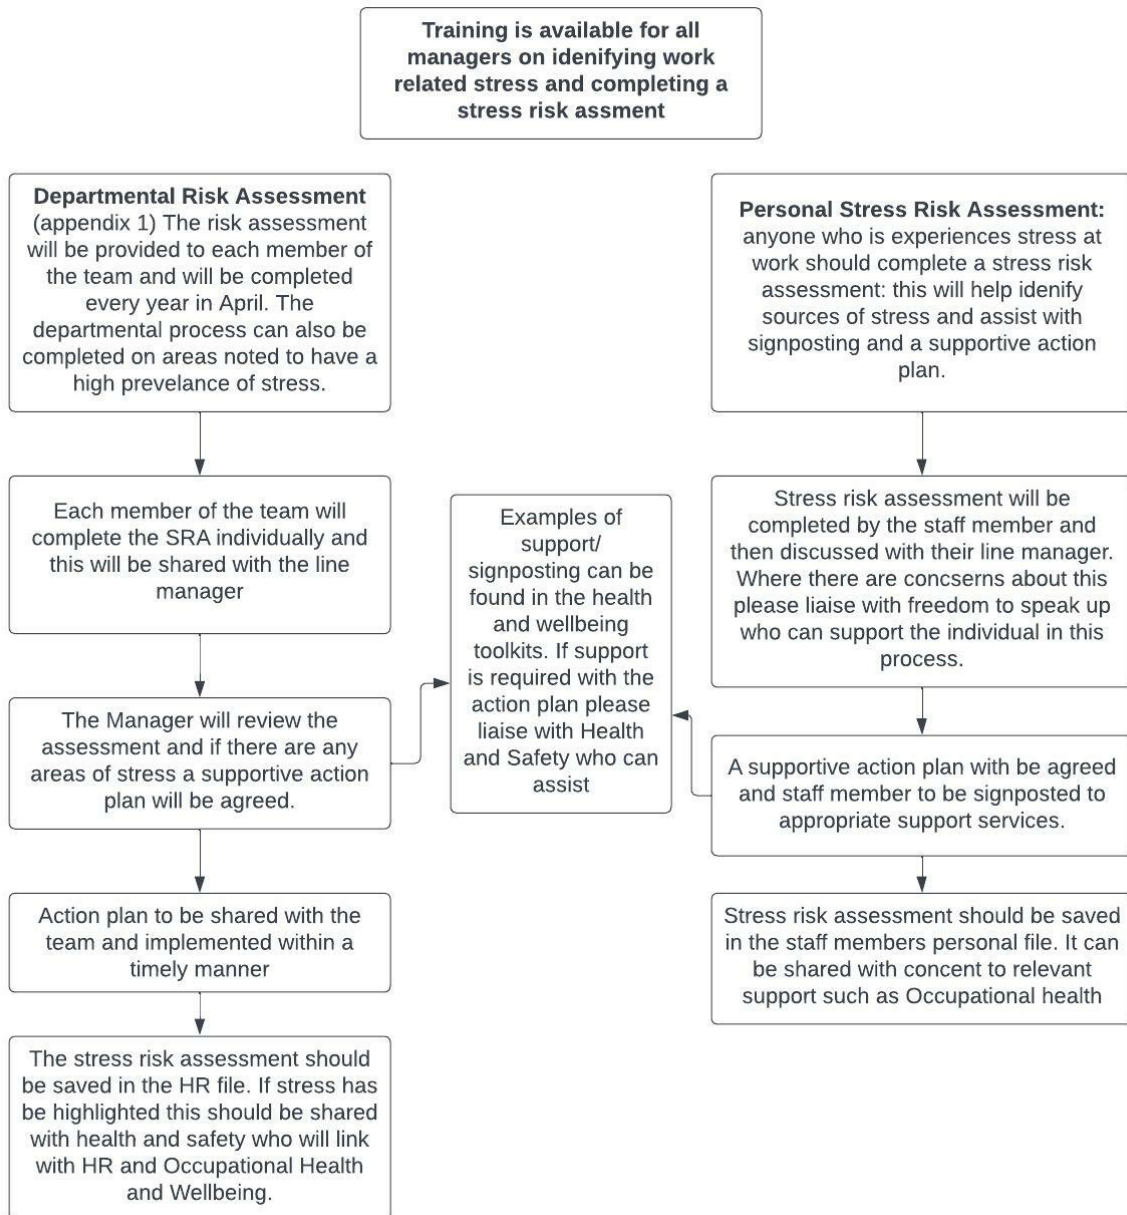 Training is available for all
managers on idenifying work
related stress and completing a
stress risk assment
Departmental Risk Assessment
(appendix 1) The risk assessment
will be provided to each member of
the team and will be completed
every year in April. The
departmental process can also be
completed on areas noted to have a
high prevelance of stress.
Each member of the team will
complete the SRA individually and
this will be shared with the line
manager
The Manager will review the
assessment and if there are any
areas of stress a supportive action
plan will be agreed.
Action plan to be shared with the
team and implemented within a
timely manner
The stress risk assessment should
be saved in the HR file. If stress has
be highlighted this should be shared
with health and safety who will link
with HR and Occupational Health
and Wellbeing.
Examples of
support/
signposting can be
found in the health
and wellbeing
toolkits. If support
is required with the
action plan please
liaise with Health
and Safety who can
assist
Personal Stress Risk Assessment:
anyone who is experiences stress at
work should complete a stress risk
assessment: this will help idenify
sources of stress and assist with
signposting and a supportive action
plan.
Stress risk assessment will be
completed by the staff member and
then discussed with their line manager.
Where there are concserns about this
please liaise with freedom to speak up
who can support the individual in this
process.
A supportive action plan with be agreed
and staff member to be signposted to
appropriate support services.
Stress risk assessment should be saved
in the staff members personal file. It can
be shared with concent to relevant
support such as Occupational health